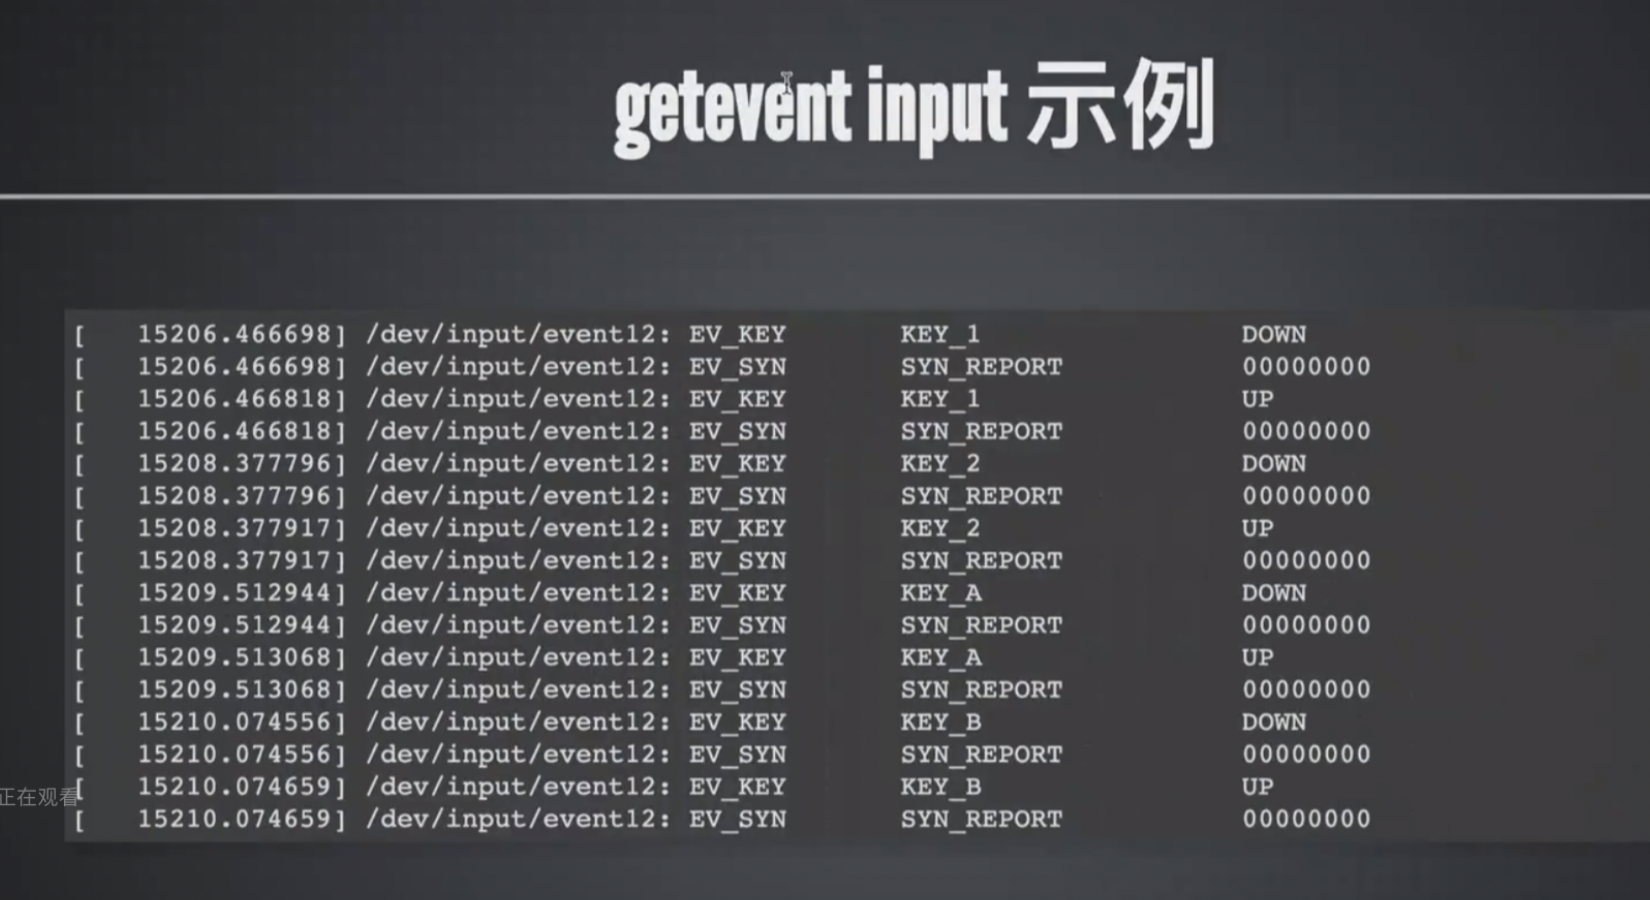 getevent input 示例
[   15206.466698] /dev/input/event12: EV_KEY       KEY_1                DOWN
[   15206.466698] /dev/input/event12: EV_SYN       SYN_REPORT           00000000
[   15206.466818] /dev/input/event12: EV_KEY       KEY_1                UP
[   15206.466818] /dev/input/event12: EV_SYN       SYN_REPORT           00000000
[   15208.377796] /dev/input/event12: EV_KEY       KEY_2                DOWN
[   15208.377796] /dev/input/event12: EV_SYN       SYN_REPORT           00000000
[   15208.377917] /dev/input/event12: EV_KEY       KEY_2                UP
[   15208.377917] /dev/input/event12: EV_SYN       SYN_REPORT           00000000
[   15209.512944] /dev/input/event12: EV_KEY       KEY_A                DOWN
[   15209.512944] /dev/input/event12: EV_SYN       SYN_REPORT           00000000
[   15209.513068] /dev/input/event12: EV_KEY       KEY_A                UP
[   15209.513068] /dev/input/event12: EV_SYN       SYN_REPORT           00000000
[   15210.074556] /dev/input/event12: EV_KEY       KEY_B                DOWN
[   15210.074556] /dev/input/event12: EV_SYN       SYN_REPORT           00000000
[   15210.074659] /dev/input/event12: EV_KEY       KEY_B                UP
正在观看
[   15210.074659] /dev/input/event12: EV_SYN       SYN_REPORT           00000000